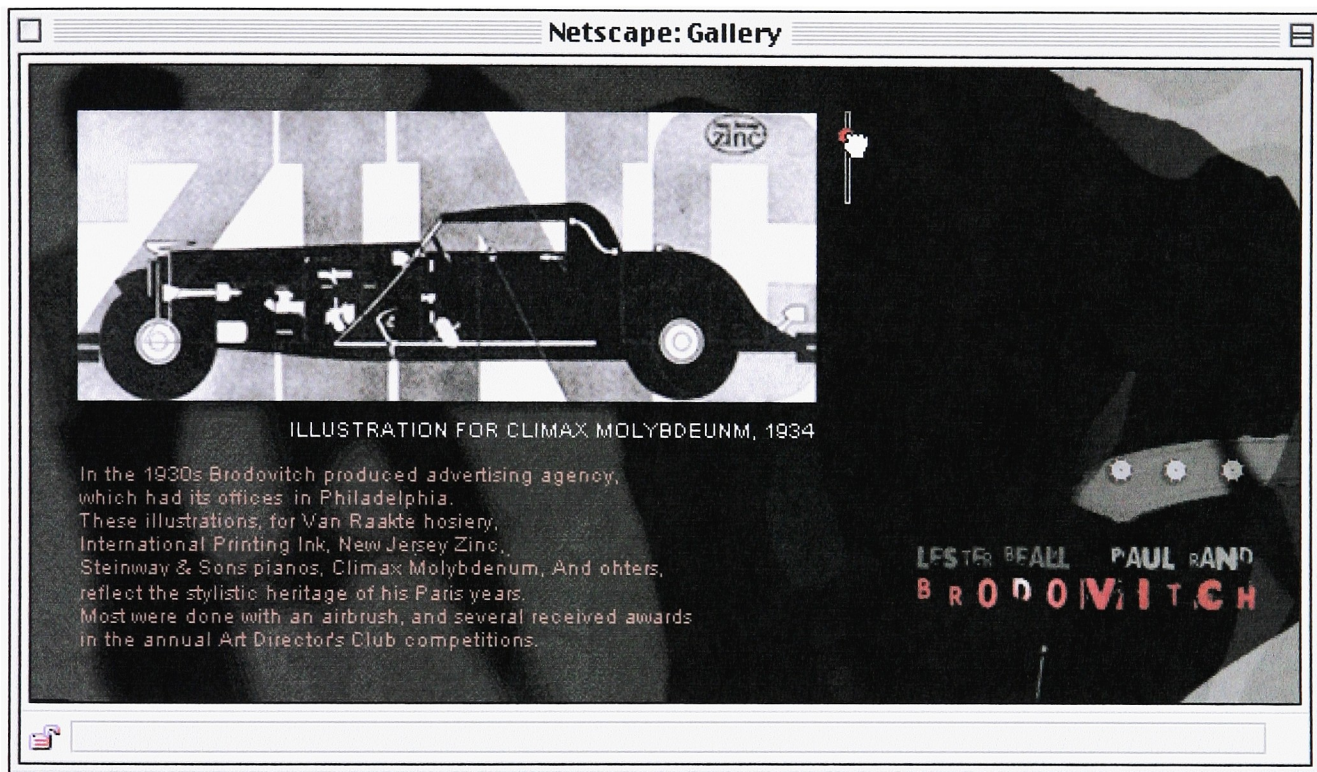 Netscape: Gallery
ZINC
zinc
ILLUSTRATION FOR CLIMAX MOLYBDEUNM, 1934
In the 1930s Brodovitch produced advertising agency,
which had its offices in Philadelphia.
These illustrations, for Van Raakte hosiery,
International Printing Ink, New Jersey Zinc,
Steinway & Sons pianos, Climax Molybdenum, And ohters,
reflect the stylistic heritage of his Paris years.
Most were done with an airbrush, and several received awards
in the annual Art Director's Club competitions.
LESTER BEALL PAUL RAND
BRODOVITCH